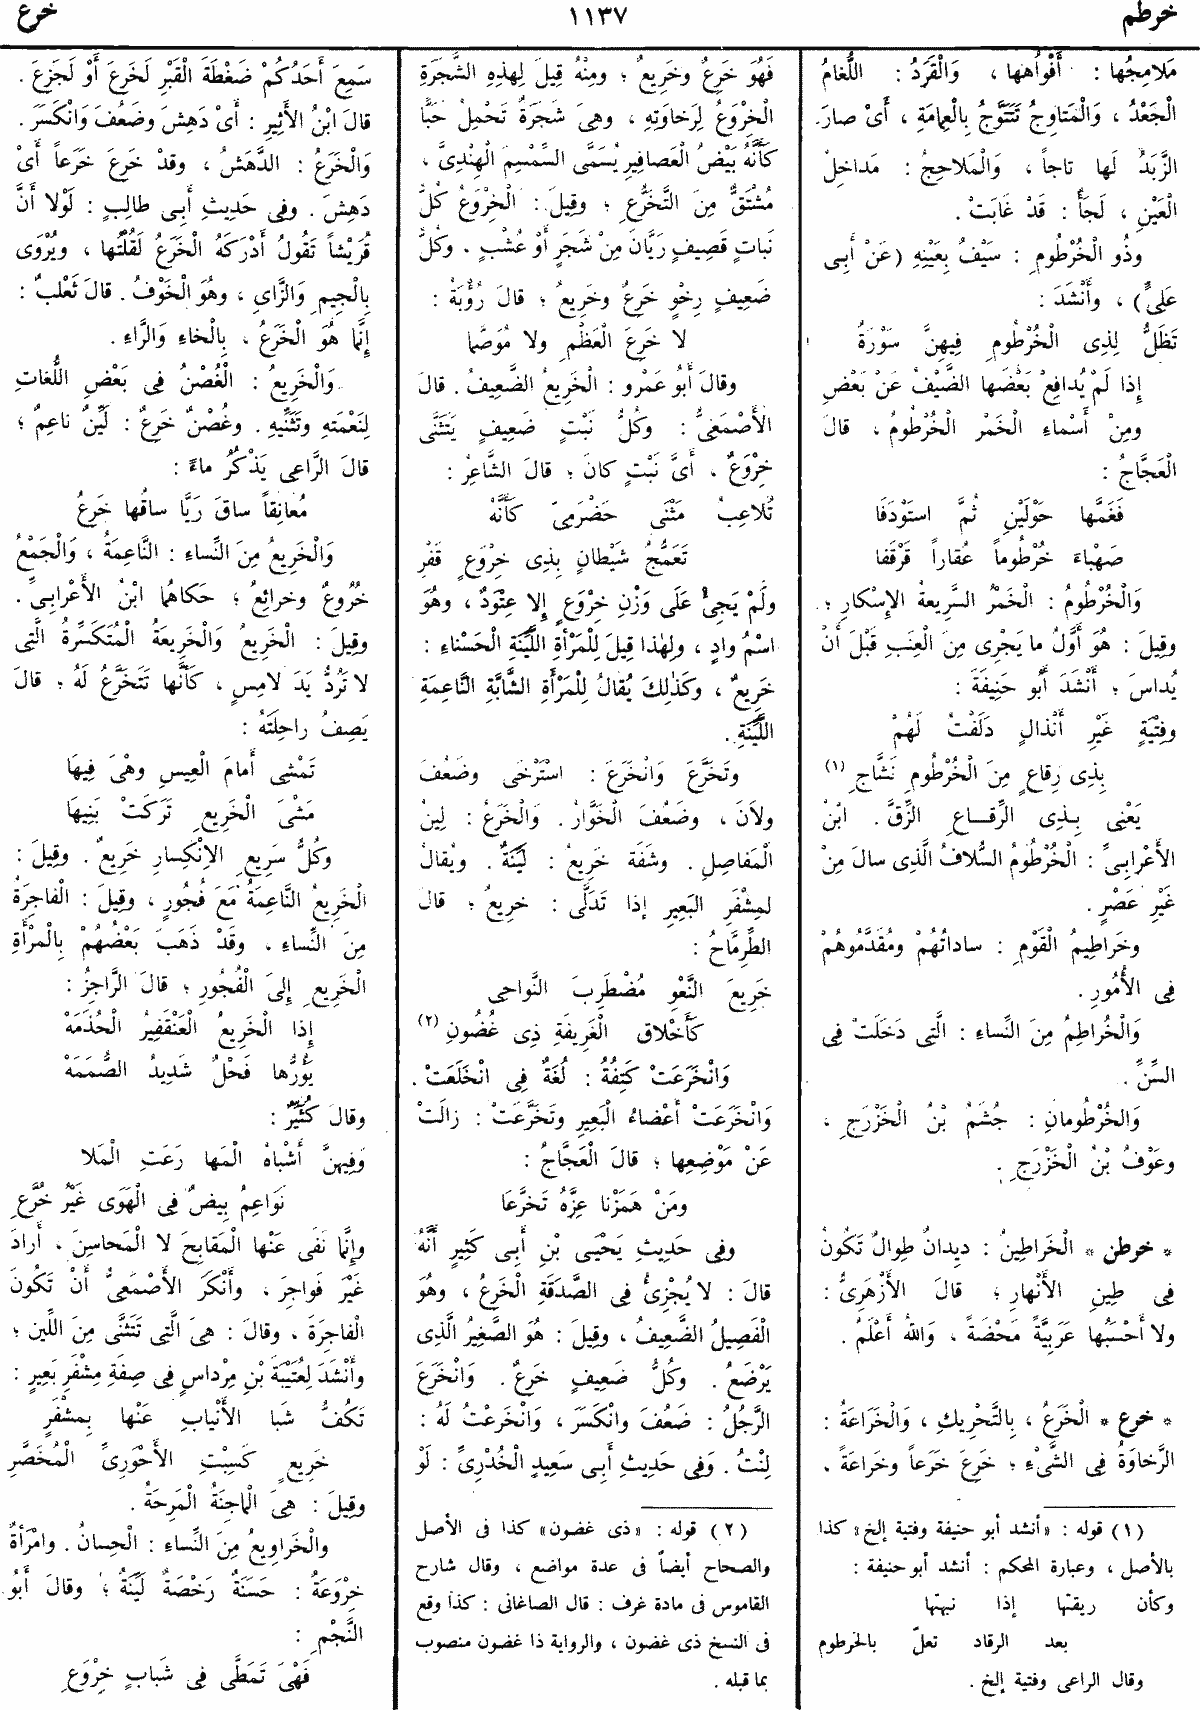 خرطم
١١٣٧
خرع
مَلامِجُها : أَفْواهُها ، وَالْقَرِدُ : اللُّغامُ
الْجَعْدُ ، وَالْمَتاوِجُ تَتَتَوَّجُ بِالْعِمامَةِ ، أَىْ صارَ
الزَّبَدُ لَها تاجاً ، وَالْمَلاحِجُ : مَداخِلُ
الْعَيْنِ ، لَجَأَ : قَدْ غَابَتْ .
وذُو الْخُرْطُومِ : سَيْفُ بِعَيْنِهِ (عَنْ أَبِى
عَلىٍّ) ، وأَنْشَدَ :
تَظَلُّ لِذِى الْخُرْطُومِ فِيهِنَّ سَوْرَةُ
إِذا لَمْ يُدافِعْ بَعْضَها الضَّيْفُ عَنْ بَعْضِ
ومِنْ أَسْماءِ الْخَمْرِ الْخُرْطُومُ ، قالَ
الْعَجَّاجُ :
فَغَمَّها حَوْلَيْنِ ثُمَّ اسْتَوْدَفَا
صَهْباءَ خُرْطُوماً عُقاراً قَرْقَفا
وَالْخُرْطُومُ : الْخَمْرُ السَّرِيعةُ الإِسْكارِ ؛
وقِيلَ : هُوَ أَوَّلُ ما يَجْرِى مِنَ الْعِنَبِ قَبْلَ أَنْ
يُداسَ ؛ أَنْشَدَ أَبُو حَنِيفَةَ :
وفِتْيَةٍ غَيْرِ أَنْذالٍ دَلَفْتُ لَهُمْ
بِذِى رِقاعٍ مِنَ الْخُرْطُومِ نَشَّاجِ (١)
يَعْنِى بِـذِى الرِّقـــاعِ الزِّقَّ . ابْنُ
الأَعْرابِىِّ : الْخُرْطُومُ السُّلافُ الَّذِى سالَ مِنْ
غَيْرِ عَصْرٍ .
وخَراطِيمُ الْقَوْمِ : ساداتُهُمْ ومُقَدَّمُوهُمْ
فِى الأُمُورِ .
وَالْخُراطِمُ مِنَ النِّساءِ : الَّتِى دَخَلَتْ فِى
السِّنِّ .
وَالْخُرْطُومانِ : جُشَمُ بْنُ الْخَزْرَجِ ،
وعَوْفُ بْنُ الْخَزْرَجِ .
* خرطن * الْخَراطِينُ : دِيدانٌ طِوالٌ تَكُونُ
فِى طِينِ الأَنْهارِ ؛ قالَ الأَزْهَرِىُّ :
ولا أَحْسَبُها عَرَبِيَّةً مَحْضَةً ، وَاللهُ أَعْلَمُ .
* خرع * الْخَرَعُ ، بِالتَّحْرِيكِ ، وَالْخَراعَةُ :
الرَّخاوَةُ فِى الشَّىْءِ ؛ خَرِعَ خَرَعاً وخَراعَةً ،
(١) قوله : «أنشد أبو حنيفة وفتية إلخ» كذا
بالأصل ، وعبارة المحكم : أنشد أبو حنيفة :
وكأن ريقتها إذا نبهتها
بعد الرقاد تعلّ بالخرطوم
وقال الراعى وفتية إلخ .
فَهُوَ خَرِعٌ وخَرِيعٌ ؛ ومِنْهُ قِيلَ لِهذِهِ الشَّجَرَةِ
الْخِرْوَعُ لِرَخاوَتِهِ ، وهِىَ شَجَرَةٌ تَحْمِلُ حَبًّا
كَأَنَّهُ بَيْضُ الْعَصافِيرِ يُسَمَّى السِّمْسِمَ الْهِنْدِىَّ ،
مُشْتَقٌّ مِنَ التَّخَرُّعِ ؛ وقِيلَ : الْخِرْوَعُ كُلُّ
نَباتٍ قَصِيفٍ رَيَّانَ مِنْ شَجَرٍ أَوْ عُشْبٍ . وكُلُّ
ضَعِيفٍ رِخْوٍ خَرِعٌ وخَرِيعٌ ؛ قالَ رُؤْبَةُ :
لا خَرِعَ الْعَظْمِ ولا مُوَصَّما
وقالَ أَبُو عَمْرو : الْخَرِيعُ الضَّعِيفُ . قالَ
الأَصْمَعِىُّ : وكُلُّ نَبْتٍ ضَعِيفٍ يَتَثَنَّى
خِرْوَعٌ ، أَىَّ نَبْتٍ كانَ ؛ قالَ الشَّاعِرُ :
تُلاعِبُ مَثْنَى حَضْرَمِىّ كَأَنَّهُ
تَعَمُّجُ شَيْطانٍ بِذِى خِرْوَعٍ قَفْرِ
ولَمْ يَجِئْ عَلَى وَزْنِ خِرْوَعٍ إِلا عِتْوَدٌ ، وهُوَ
اسْمُ وادٍ ، ولِهٰذا قِيلَ لِلْمَرْأَةِ اللَّيِّنَةِ الْحَسْناءِ :
خَرِيعٌ ، وكَذٰلِكَ يُقالُ لِلْمَرْأَةِ الشَّابَّةِ النَّاعِمَةِ
اللَّيِّنَةِ .
وتَخَرَّعَ وَانْخَرَعَ : اسْتَرْخَى وضَعُفَ
ولاَنَ ، وضَعُفَ الْخَوَّارُ . وَالْخَرَعُ : لِينُ
الْمَفاصِلِ . وشَفَة خَرِيعٌ : لَيِّنَةٌ . ويُقالُ
لِمِشْفَرِ البَعِيرِ إِذا تَدَلَّى : خرِيعٌ ؛ قالَ
الطِّرِمَّاحُ :
خَرِيعَ النَّعْوِ مُضْطَرِبَ النَّواحِى
كَأَخْلاقِ الْغَرِيفَةِ ذِى غُضُونِ (٢)
وَانْخَرَعَتْ كَتِفُهُ : لُغَةٌ فِى انْخَلَعَتْ .
وَانْخَرَعَتْ أَعْضاءُ الْبَعِيرِ وتَخَرَّعَتْ : زالَتْ
عَنْ مَوْضِعِها ؛ قالَ الْعَجَّاجُ :
ومَنْ هَمَزْنا عِزَّهُ تَخَرَّعَا
وفِى حَدِيثِ يَحْيَى بْنِ أَبِى كَثِيرٍ أَنَّهُ
قالَ : لا يُجْزِئُ فِى الصَّدَقَةِ الْخَرِعُ ، وهُوَ
الْفَصِيلُ الضَّعِيفُ ، وقِيلَ : هُوَ الصَّغِيرُ الَّذِى
يَرْضَعُ . وكُلُّ ضَعِيفٍ خَرِعٌ . وَانْخَرَعَ
الرَّجُلُ : ضَعُفَ وانْكَسَرَ ، وَانْخَرعْتُ لَهُ :
لِنْتُ . وَفِى حَدِيثِ أَبِى سَعِيدٍ الْخُدْرِىِّ : لَوْ
(٢) قوله : «ذى غضون» كذا فى الأصل
والصحاح أيضاً فى عدة مواضع ، وقال شارح
القاموس فى مادة غرف : قال الصاغانى : كذا وقع
فى النسخ ذى غضون ، والرواية ذا غضون منصوب
بما قبله .
سَمِعَ أَحَدُكُمْ ضَغْطَةَ الْقَبْرِ لَخَرِعَ أَوْ لَجَزِعَ .
قالَ ابْنُ الأَثِيرِ : أَىْ دَهِشَ وضَعُفَ وَانْكَسَرَ .
وَالْخَرَعُ : الدَّهَشُ ، وقدْ خَرِعَ خَرَعاً أَىْ
دَهِشَ . وفِى حَدِيثِ أَبِى طالِبٍ : لَوْلا أَنَّ
قُرَيْشاً تَقُولُ أَدْرَكَهُ الْخَرَعُ لَقُلْتُها ، ويُرْوَى
بِالْجِيمِ وَالزَّاىِ ، وهُوَ الْخَوْفُ . قالَ ثَعْلَبٌ :
إِنَّما هُوَ الْخَرَعُ ، بِالْخاءِ وَالرَّاءِ .
وَالْخَرِيعُ : الْغُصْنُ فِى بَعْضِ اللُّغاتِ
لِنَعْمَتِهِ وتَثَنِّيهِ . وغُصْنٌ خَرِعٌ : لَيِّنٌ ناعِمٌ ؛
قالَ الرَّاعِى يَذْكُرُ ماءً :
مُعانِقاً ساقَ رَيَّا ساقُها خَرِعُ
وَالْخَرِيعُ مِنَ النِّساءِ : النَّاعِمَةُ ، وَالْجَمْعُ
خُرُوعٌ وخرائِعُ ؛ حَكاهُما ابْنُ الأَعْرابِىِّ .
وقِيلَ : الْخَرِيعُ وَالْخَرِيعَةُ الْمُتَكَسِّرَةُ الَّتِى
لا تَرُدُّ يَدَ لامِسٍ ، كَأَنَّها تَتَخَرَّعُ لَهُ ؛ قالَ
يَصِفُ راحِلَتَهُ :
تَمْشِى أَمامَ الْعِيسِ وهْىَ فِيهَا
مَشْىَ الْخَرِيعِ تَرَكَتْ بَنِيهَا
وكُلُّ سَرِيعِ الإِنْكِسارِ خَرِيعٌ . وقِيلَ :
الْخَرِيعُ النَّاعِمَةُ مَعَ فُجُورٍ ، وقِيلَ : الْفاجِرَةُ
مِنَ النِّساءِ ، وقَدْ ذَهَبَ بَعْضُهُمْ بِالْمَرْأَةِ
الْخَرِيعِ إِلَى الْفُجُورِ ؛ قالَ الرَّاجِزُ :
إِذا الْخَرِيعُ الْعَنْقَفِيرُ الْحُذَمَهْ
يَؤُرُّها فَحْلٌ شَدِيدُ الصُّمَمَهْ
وقالَ كُثَيِّرٌ :
وَفِيهِنَّ أَشْباهُ الْمَها رَعَتِ الْمَلا
نَوَاعِمُ بِيضٌ فِى الْهَوَى غَيْرُ خُرَّعِ
وإِنَّما نَفَى عَنْها الْمَقابِحَ لا الْمَحاسِنَ ، أَرادَ
غَيْرَ فَواجِرَ ، وأَنْكَرَ الأَصْمَعِىُّ أَنْ تَكُونَ
الْفاجِرَةَ ، وقالَ : هِىَ الَّتِى تَتَثَنَّى مِنَ اللِّينِ ؛
وأَنْشَدَ لِعُتَيْبَةَ بْنِ مِرْداسٍ فِى صِفَةِ مِشْفَرِ بَعِيرٍ :
تَكُفُّ شَبا الأَنْيابِ عَنْها بِمِشْفَرٍ
خَرِيعٍ كَسِبْتِ الأَحْوَرِىِّ الْمُخَصَّرِ
وقِيلَ : هِىَ الْماجِنَةُ الْمَرِحَةُ .
والْخَراوِيعُ مِنَ النِّساءِ : الْحِسانُ . وامْرَأَةٌ
خِرْوَعَةٌ : حَسَنَةٌ رَخْصَةٌ لَيِّنَةٌ ؛ وقالَ أَبُو
النَّجْمِ :
فَهْىَ تَمَطَّى فِى شَبابٍ خِرْوَعِ